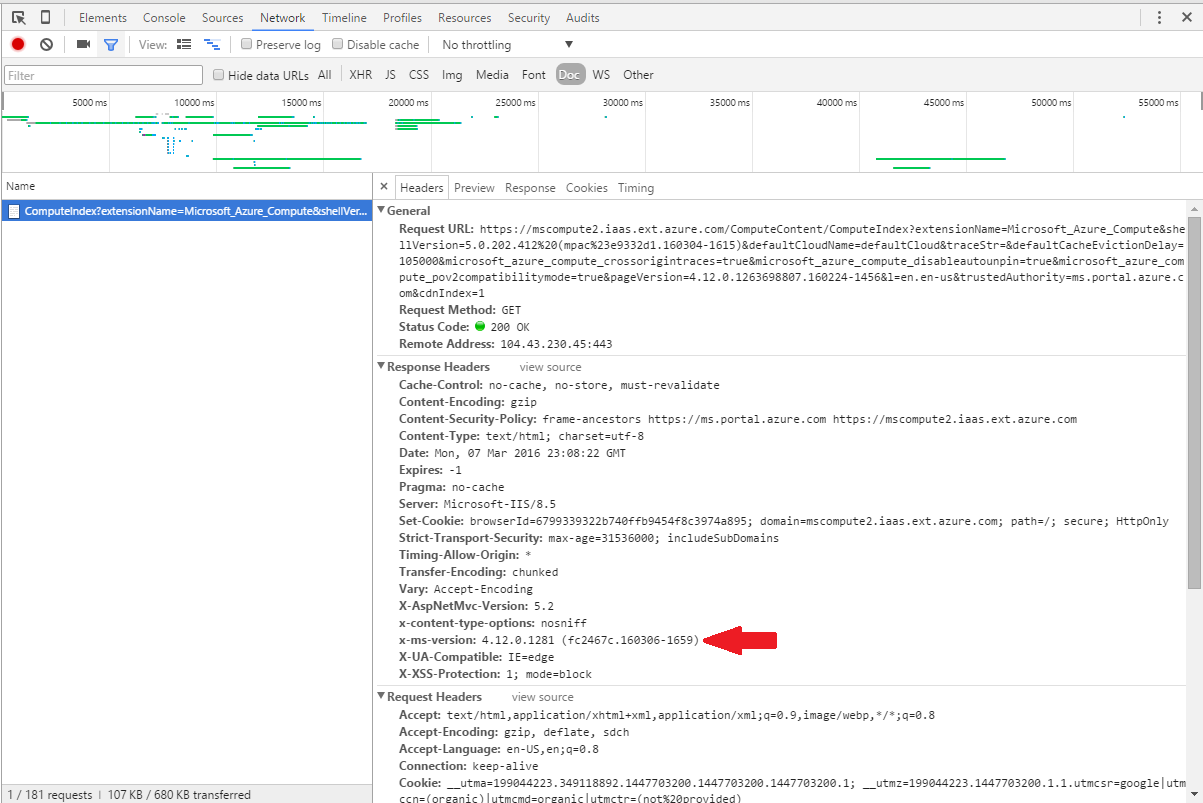 Elements Console Sources Network Timeline Profiles Resources Security Audits
View: Preserve log Disable cache No throttling
Filter Hide data URLs All XHR JS CSS Img Media Font Doc WS Other
5000 ms 10000 ms 15000 ms 20000 ms 25000 ms 30000 ms 35000 ms 40000 ms 45000 ms 50000 ms 55000 ms
Name
ComputeIndex?extensionName=Microsoft_Azure_Compute&shellVer...
1 / 181 requests | 107 KB / 680 KB transferred
× Headers Preview Response Cookies Timing
General
Request URL: https://mscompute2.iaas.ext.azure.com/ComputeContent/ComputeIndex?extensionName=Microsoft_Azure_Compute&she
llVersion=5.0.202.412%20(mpac%23e9332d1.160304-1615)&defaultCloudName=defaultCloud&traceStr=&defaultCacheEvictionDelay=
105000&microsoft_azure_compute_crossorigintraces=true&microsoft_azure_compute_disableautounpin=true&microsoft_azure_com
pute_pov2compatibilitymode=true&pageVersion=4.12.0.1263698807.160224-1456&l=en.en-us&trustedAuthority=ms.portal.azure.c
om&cdnIndex=1
Request Method: GET
Status Code: 200 OK
Remote Address: 104.43.230.45:443
Response Headers view source
Cache-Control: no-cache, no-store, must-revalidate
Content-Encoding: gzip
Content-Security-Policy: frame-ancestors https://ms.portal.azure.com https://mscompute2.iaas.ext.azure.com
Content-Type: text/html; charset=utf-8
Date: Mon, 07 Mar 2016 23:08:22 GMT
Expires: -1
Pragma: no-cache
Server: Microsoft-IIS/8.5
Set-Cookie: browserId=6799339322b740ffb9454f8c3974a895; domain=mscompute2.iaas.ext.azure.com; path=/; secure; HttpOnly
Strict-Transport-Security: max-age=31536000; includeSubDomains
Timing-Allow-Origin: *
Transfer-Encoding: chunked
Vary: Accept-Encoding
X-AspNetMvc-Version: 5.2
x-content-type-options: nosniff
x-ms-version: 4.12.0.1281 (fc2467c.160306-1659)
X-UA-Compatible: IE=edge
X-XSS-Protection: 1; mode=block
Request Headers view source
Accept: text/html,application/xhtml+xml,application/xml;q=0.9,image/webp,*/*;q=0.8
Accept-Encoding: gzip, deflate, sdch
Accept-Language: en-US,en;q=0.8
Connection: keep-alive
Cookie: __utma=199044223.349118892.1447703200.1447703200.1447703200.1; __utmz=199044223.1447703200.1.1.utmcsr=google|utm
ccn=(organic)|utmcmd=organic|utmctr=(not%20provided)